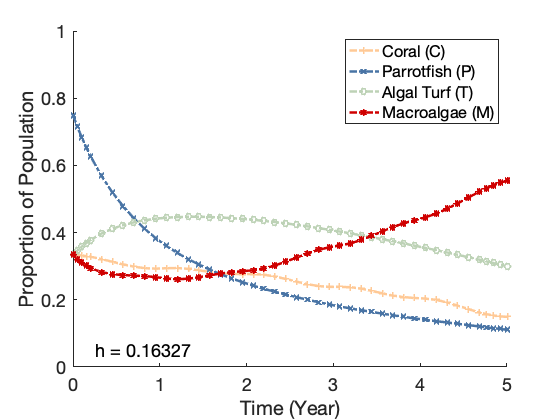 1
0.8
0.6
0.4
0.2
0
0 1 2 3 4 5
Proportion of Population
Time (Year)
Coral (C)
Parrotfish (P)
Algal Turf (T)
Macroalgae (M)
h = 0.16327